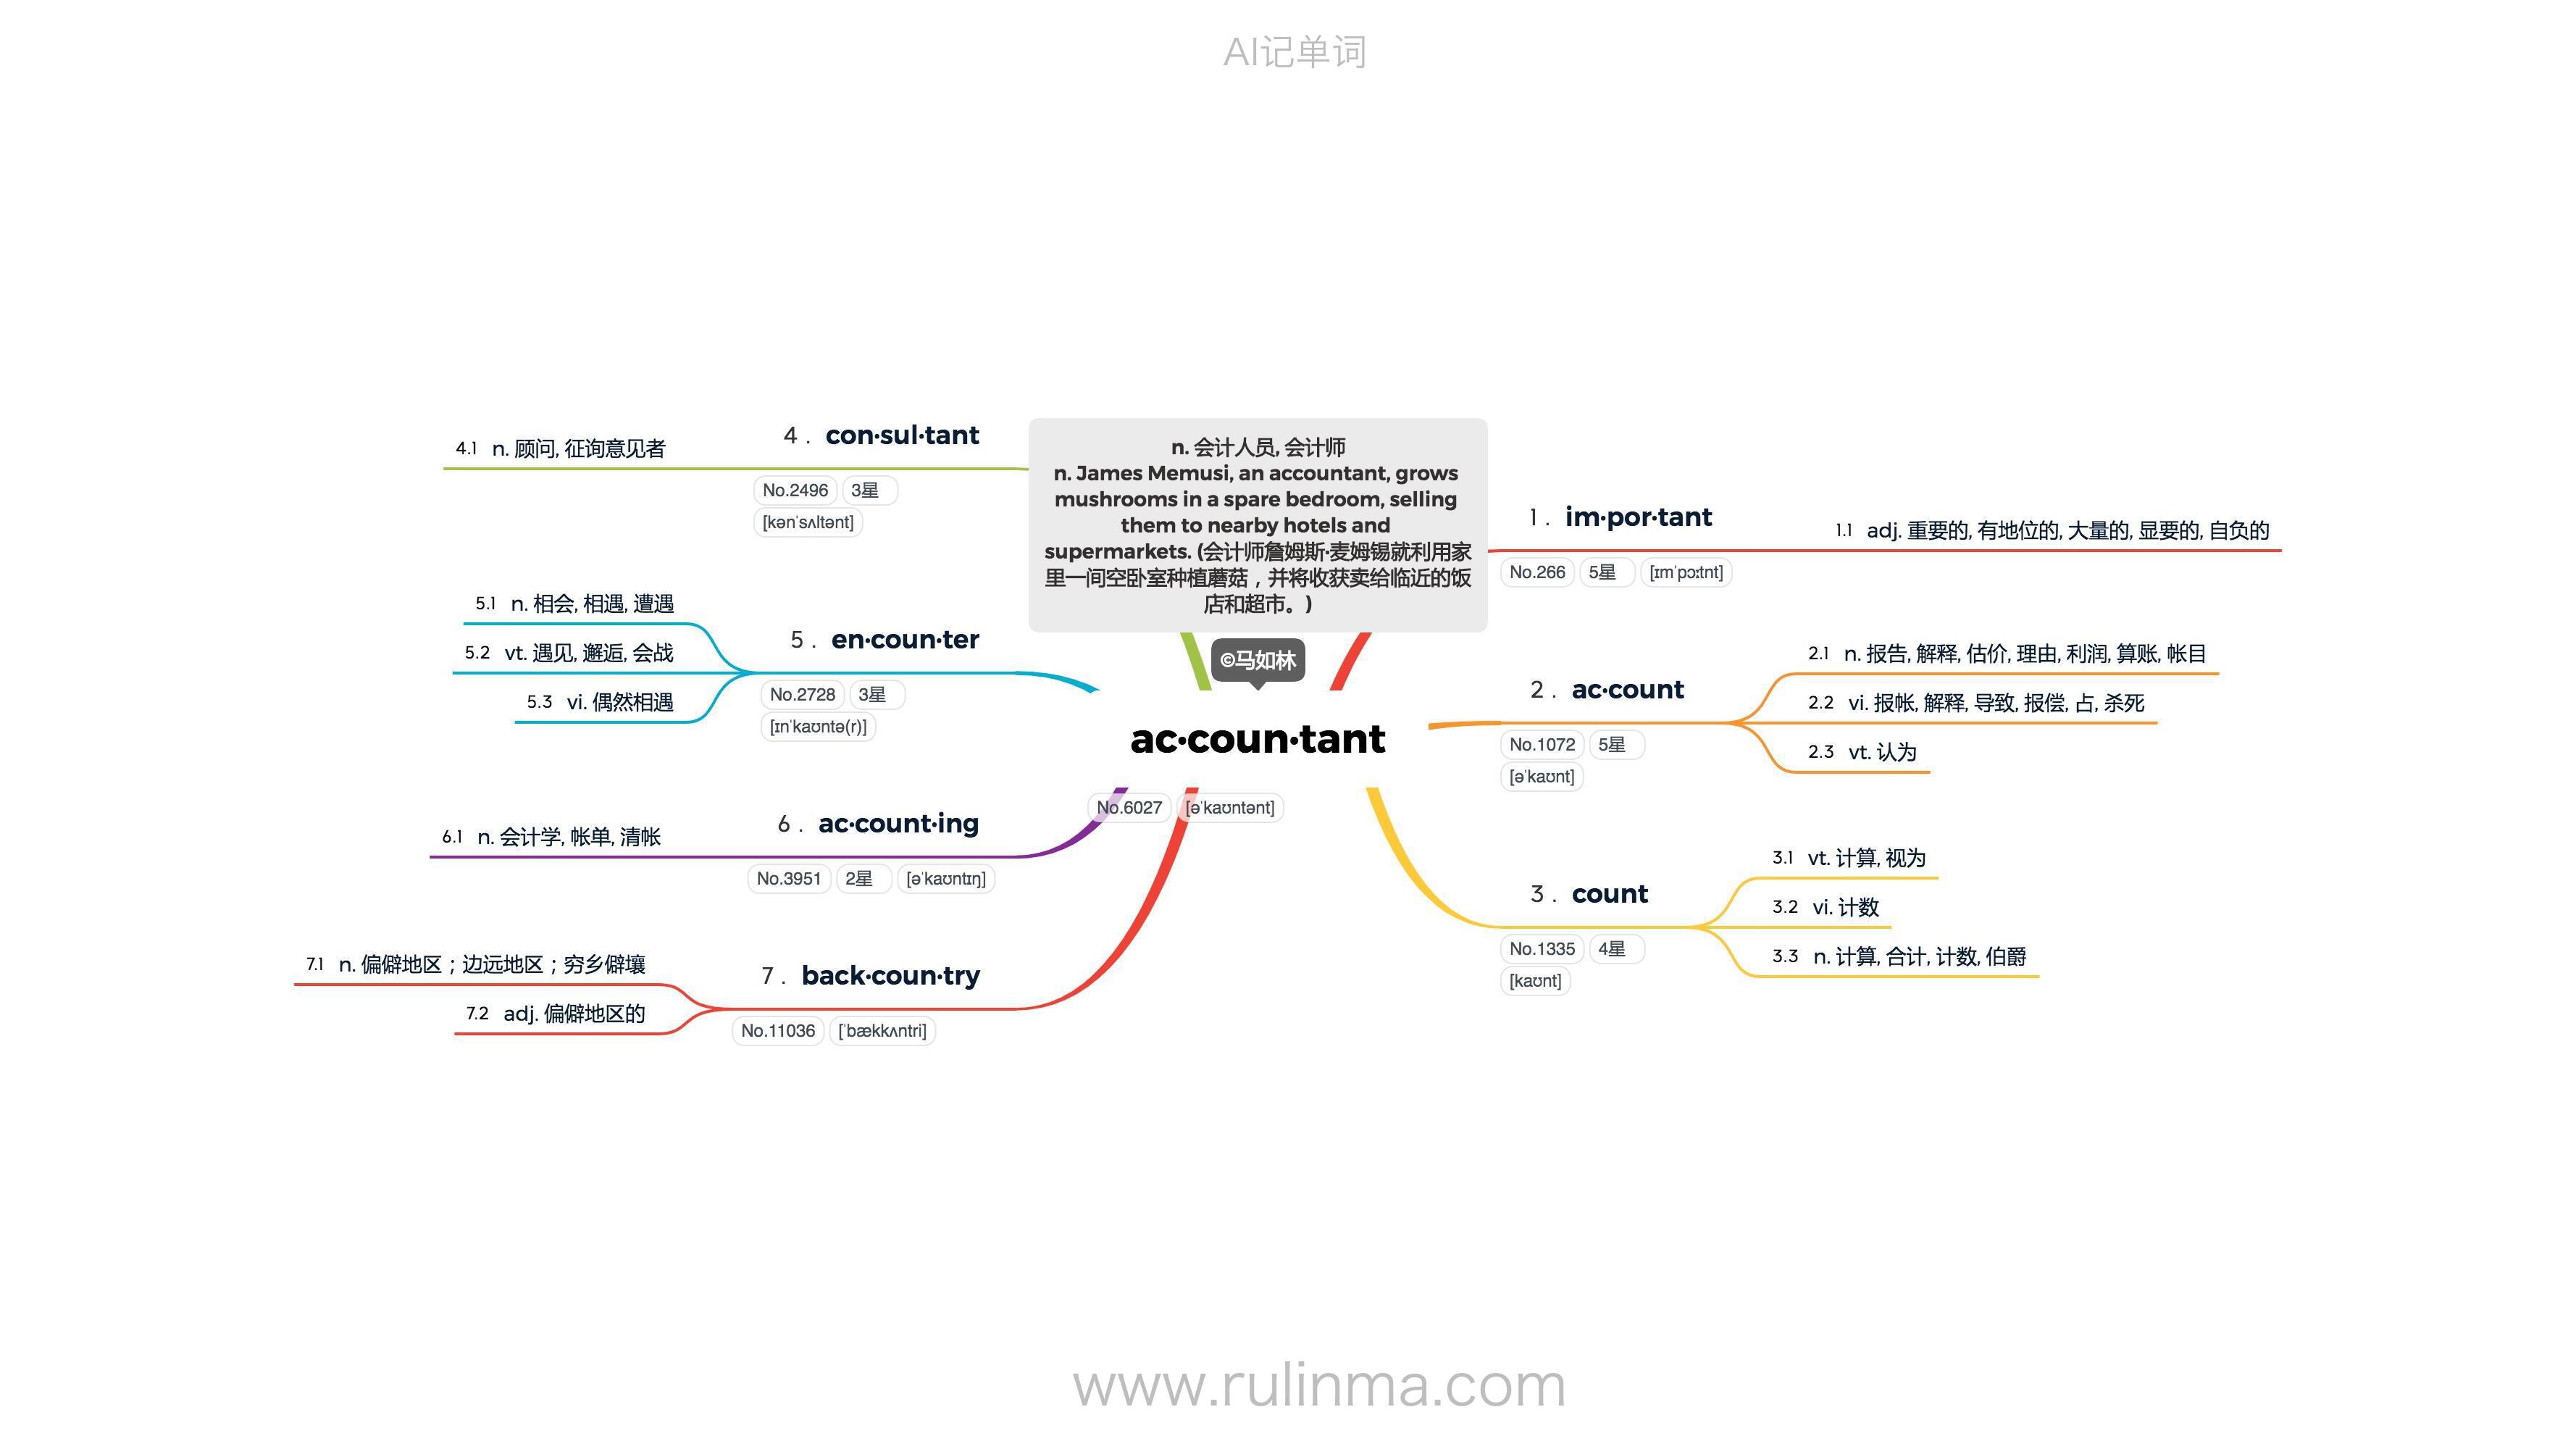 AI记单词
n. 会计人员, 会计师
n. James Memusi, an accountant, grows
mushrooms in a spare bedroom, selling
them to nearby hotels and
supermarkets. (会计师詹姆斯·麦姆锡就利用家
里一间空卧室种植蘑菇，并将收获卖给临近的饭
店和超市。)
©马如林
ac·coun·tant
No.6027 [əˈkaʊntənt]
1 . im·por·tant
No.266 5星 [ɪmˈpɔːtnt]
1.1 adj. 重要的, 有地位的, 大量的, 显要的, 自负的
2 . ac·count
No.1072 5星
[əˈkaʊnt]
2.1 n. 报告, 解释, 估价, 理由, 利润, 算账, 帐目
2.2 vi. 报帐, 解释, 导致, 报偿, 占, 杀死
2.3 vt. 认为
3 . count
No.1335 4星
[kaʊnt]
3.1 vt. 计算, 视为
3.2 vi. 计数
3.3 n. 计算, 合计, 计数, 伯爵
4 . con·sul·tant
No.2496 3星
[kənˈsʌltənt]
4.1 n. 顾问, 征询意见者
5 . en·coun·ter
No.2728 3星
[ɪnˈkaʊntə(r)]
5.1 n. 相会, 相遇, 遭遇
5.2 vt. 遇见, 邂逅, 会战
5.3 vi. 偶然相遇
6 . ac·count·ing
No.3951 2星 [əˈkaʊntɪŋ]
6.1 n. 会计学, 帐单, 清帐
7 . back·coun·try
No.11036 [ˈbækkʌntri]
7.1 n. 偏僻地区；边远地区；穷乡僻壤
7.2 adj. 偏僻地区的
www.rulinma.com